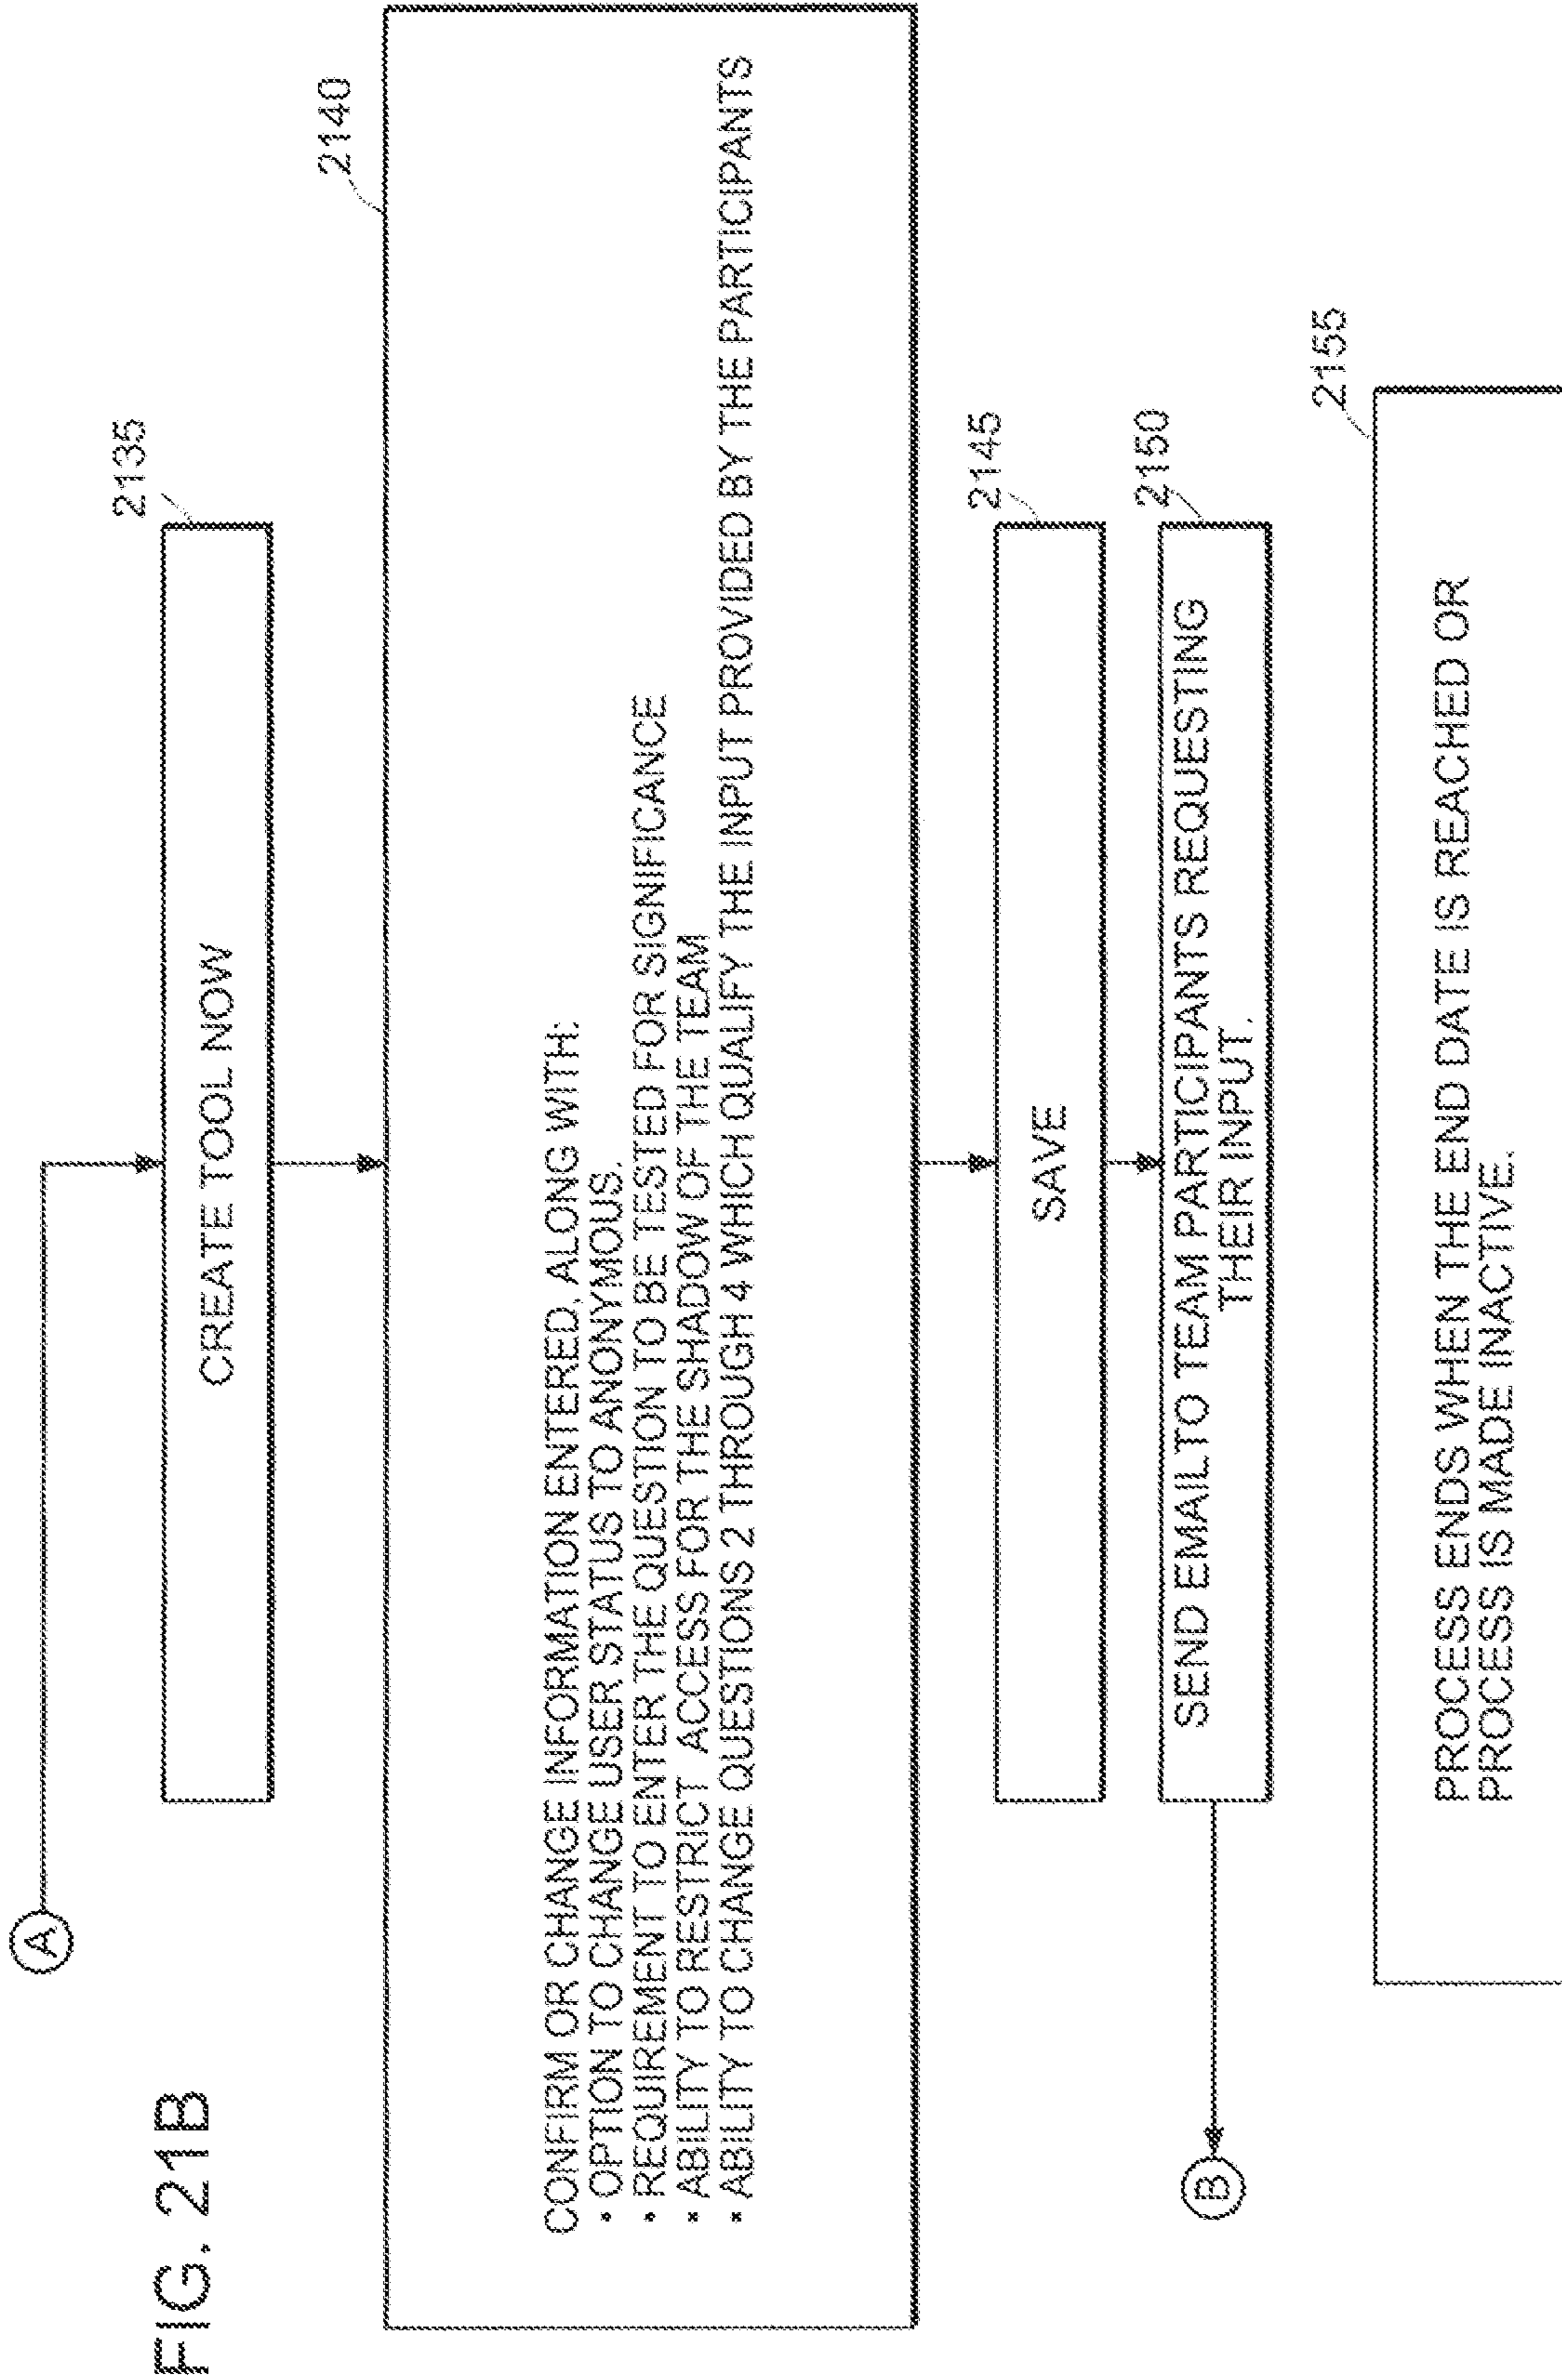 FIG. 21B
A
2135
CREATE TOOL NOW
2140
CONFIRM OR CHANGE INFORMATION ENTERED, ALONG WITH:
• OPTION TO CHANGE USER STATUS TO ANONYMOUS.
• REQUIREMENT TO ENTER THE QUESTION TO BE TESTED FOR SIGNIFICANCE
• ABILITY TO RESTRICT ACCESS FOR THE SHADOW OF THE TEAM
• ABILITY TO CHANGE QUESTIONS 2 THROUGH 4 WHICH QUALIFY THE INPUT PROVIDED BY THE PARTICIPANTS
2145
SAVE
2150
SEND EMAIL TO TEAM PARTICIPANTS REQUESTING
THEIR INPUT.
B
2155
PROCESS ENDS WHEN THE END DATE IS REACHED OR
PROCESS IS MADE INACTIVE.